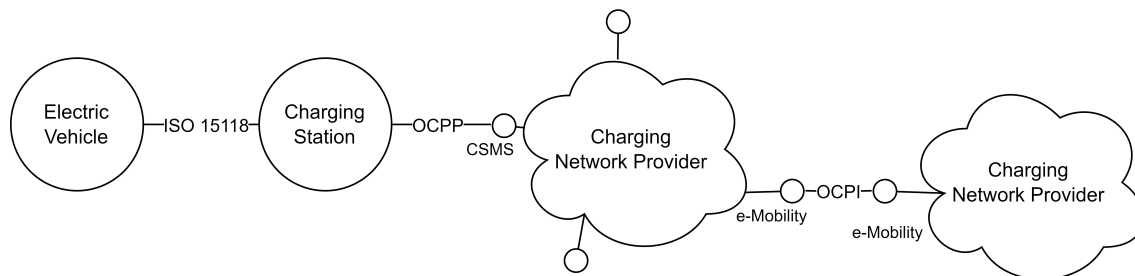 Electric
Vehicle
ISO 15118
Charging
Station
OCPP
CSMS
Charging
Network Provider
e-Mobility
OCPI
e-Mobility
Charging
Network Provider